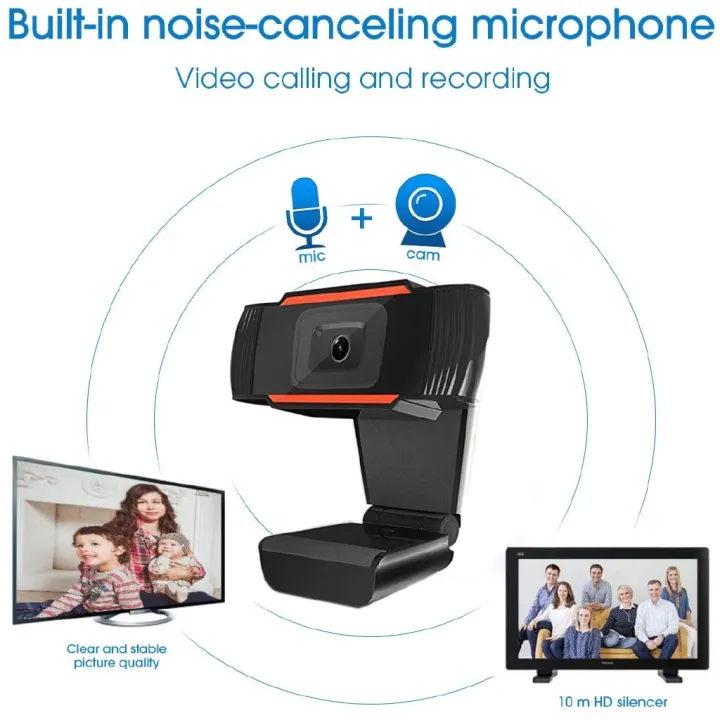 Built-in noise-canceling microphone
Video calling and recording
mic
+
cam
Clear and stable
picture quality
10 m HD silencer